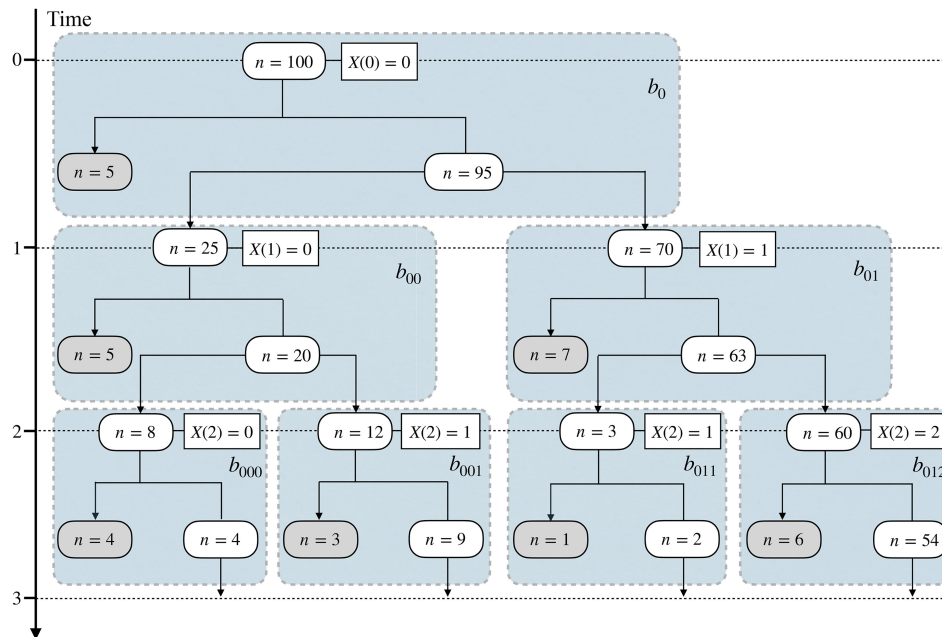 Time
0
n = 100
X(0) = 0
b0
n = 5
n = 95
1
n = 25
X(1) = 0
b00
n = 70
X(1) = 1
b01
n = 5
n = 20
n = 7
n = 63
2
n = 8
X(2) = 0
b000
n = 12
X(2) = 1
b001
n = 3
X(2) = 1
b011
n = 60
X(2) = 2
b012
n = 4
n = 4
n = 3
n = 9
n = 1
n = 2
n = 6
n = 54
3